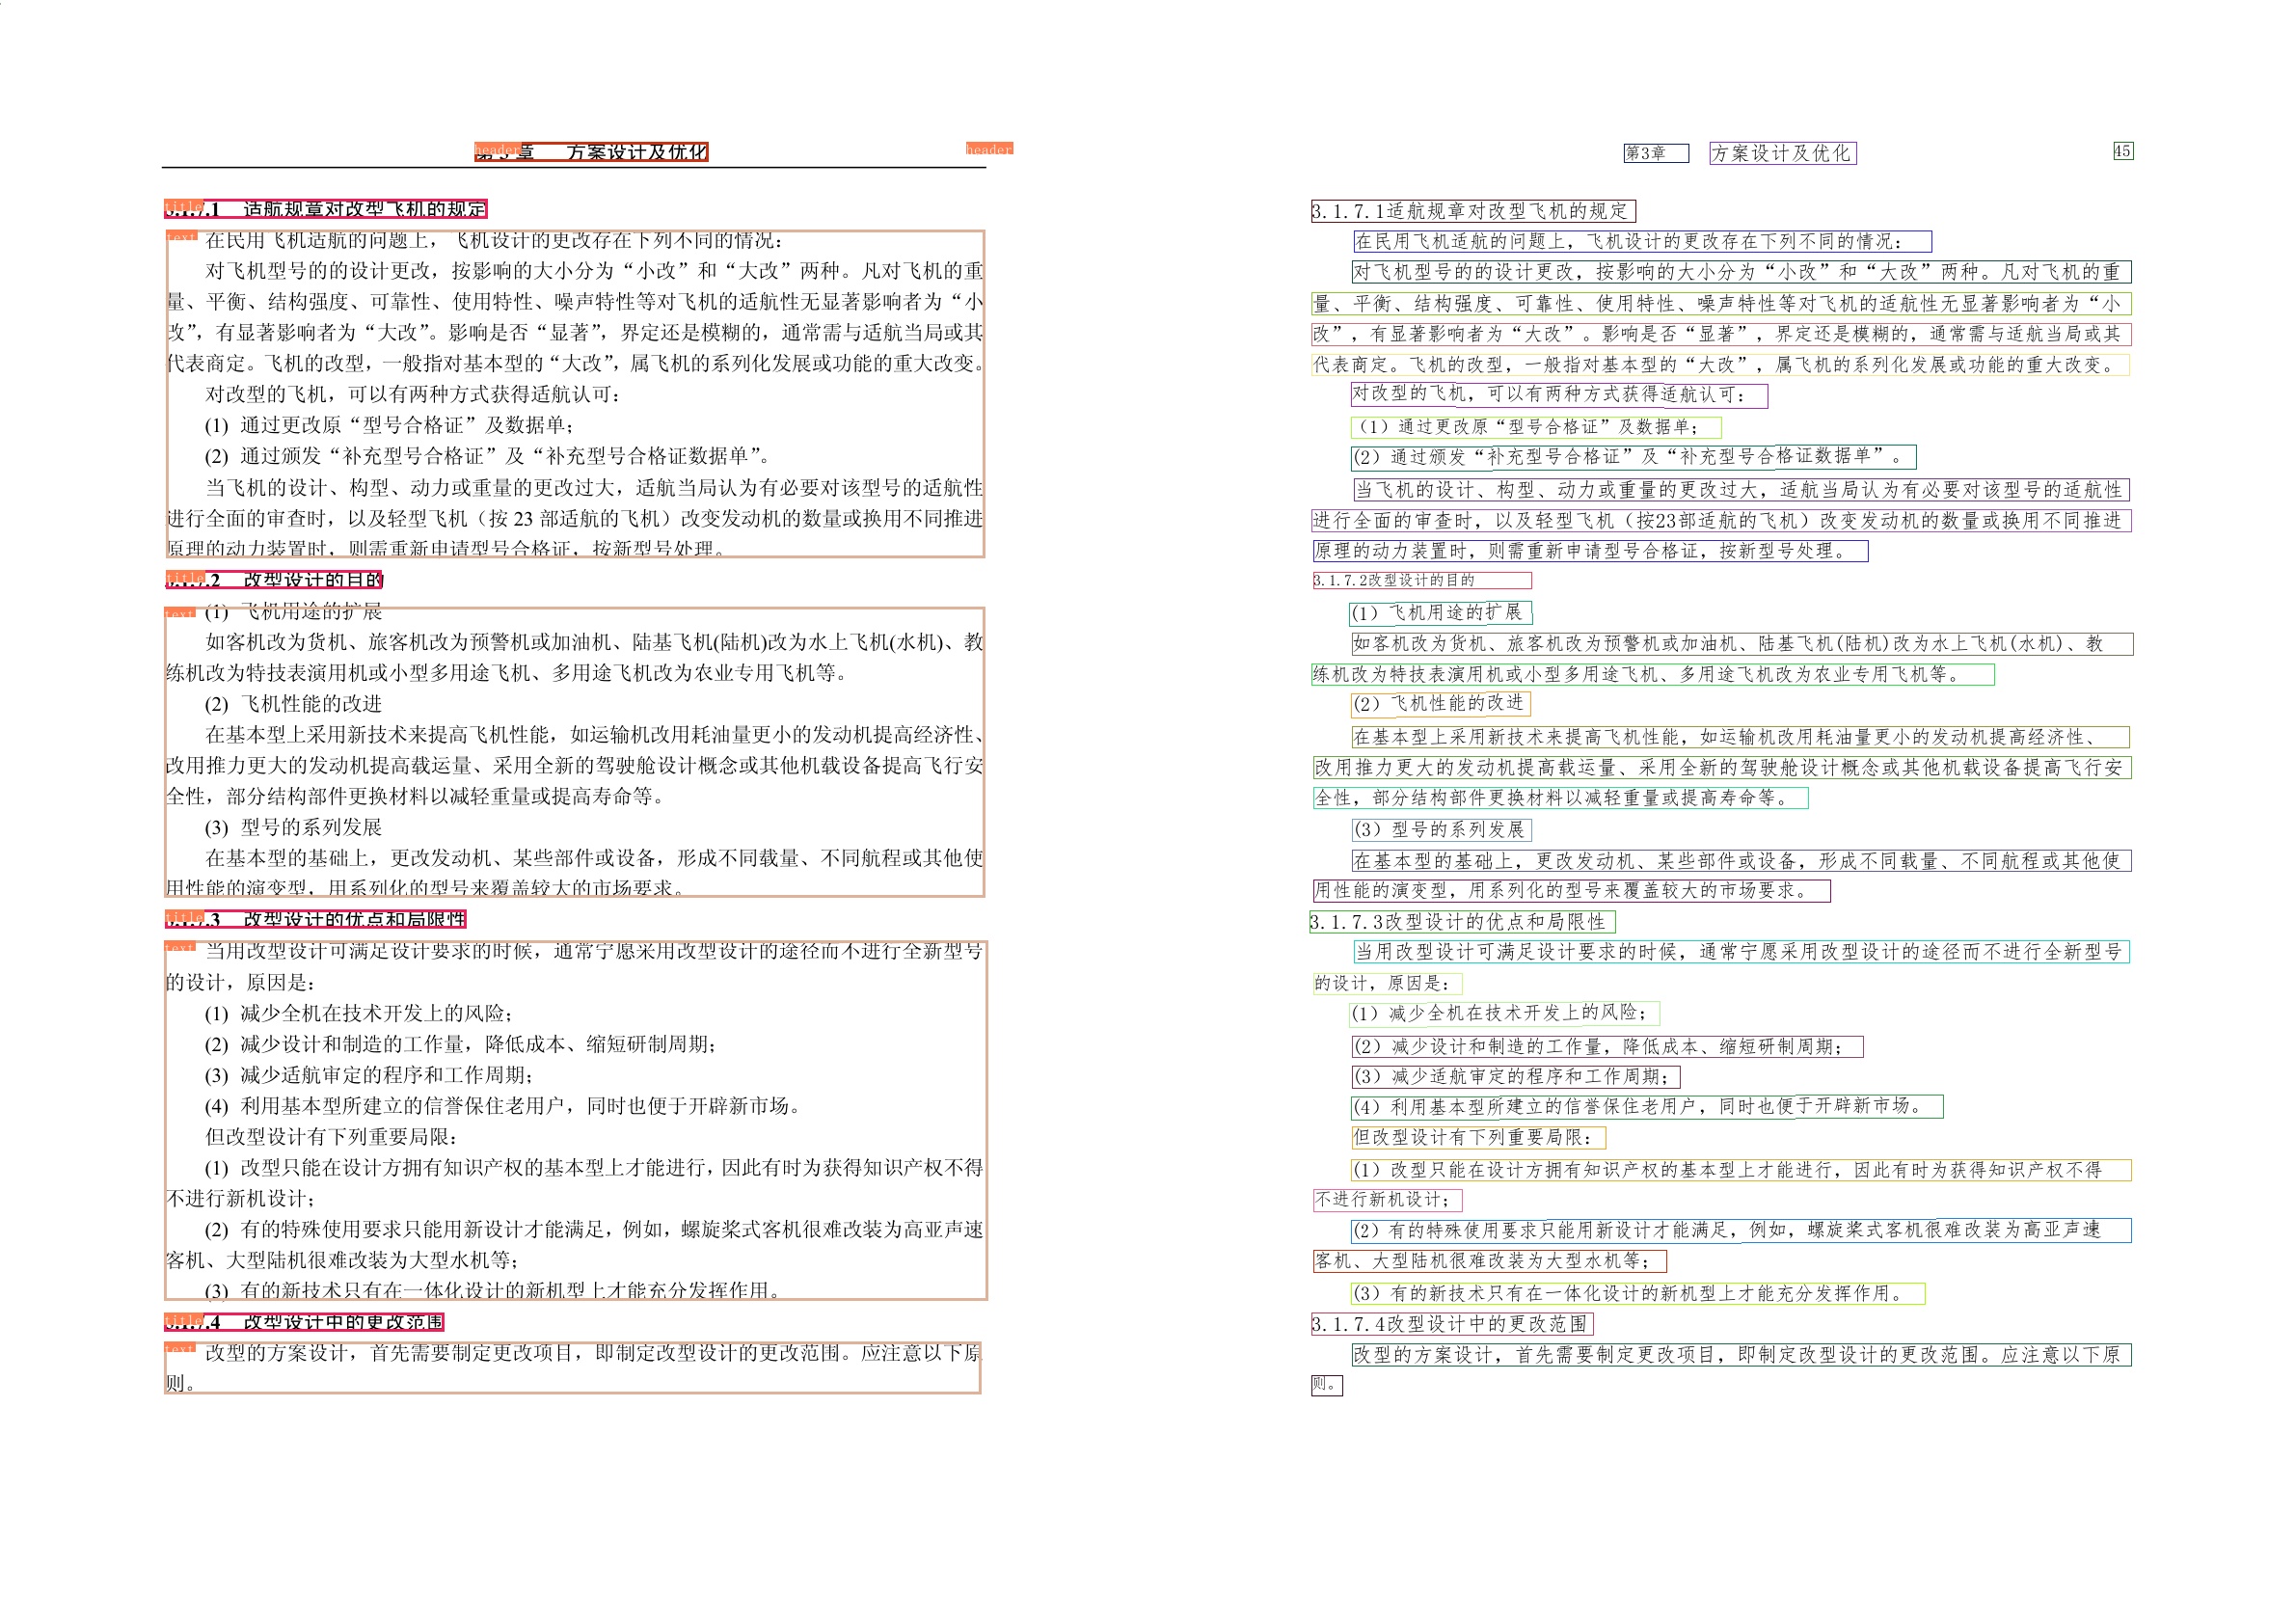 header 章 方案设计及优化 header
title .1 适航规章对改型飞机的规定
text 在民用飞机适航的问题上，飞机设计的更改存在下列不同的情况：
对飞机型号的的设计更改，按影响的大小分为“小改”和“大改”两种。凡对飞机的重
量、平衡、结构强度、可靠性、使用特性、噪声特性等对飞机的适航性无显著影响者为“小
改”，有显著影响者为“大改”。影响是否“显著”，界定还是模糊的，通常需与适航当局或其
代表商定。飞机的改型，一般指对基本型的“大改”，属飞机的系列化发展或功能的重大改变。
对改型的飞机，可以有两种方式获得适航认可：
(1) 通过更改原“型号合格证”及数据单；
(2) 通过颁发“补充型号合格证”及“补充型号合格证数据单”。
当飞机的设计、构型、动力或重量的更改过大，适航当局认为有必要对该型号的适航性
进行全面的审查时，以及轻型飞机（按 23 部适航的飞机）改变发动机的数量或换用不同推进
原理的动力装置时，则需重新申请型号合格证，按新型号处理。
title .2 改型设计的目的
text (1) 飞机用途的扩展
如客机改为货机、旅客机改为预警机或加油机、陆基飞机(陆机)改为水上飞机(水机)、教
练机改为特技表演用机或小型多用途飞机、多用途飞机改为农业专用飞机等。
(2) 飞机性能的改进
在基本型上采用新技术来提高飞机性能，如运输机改用耗油量更小的发动机提高经济性、
改用推力更大的发动机提高载运量、采用全新的驾驶舱设计概念或其他机载设备提高飞行安
全性，部分结构部件更换材料以减轻重量或提高寿命等。
(3) 型号的系列发展
在基本型的基础上，更改发动机、某些部件或设备，形成不同载量、不同航程或其他使
用性能的演变型，用系列化的型号来覆盖较大的市场要求。
title .3 改型设计的优点和局限性
text 当用改型设计可满足设计要求的时候，通常宁愿采用改型设计的途径而不进行全新型号
的设计，原因是：
(1) 减少全机在技术开发上的风险；
(2) 减少设计和制造的工作量，降低成本、缩短研制周期；
(3) 减少适航审定的程序和工作周期；
(4) 利用基本型所建立的信誉保住老用户，同时也便于开辟新市场。
但改型设计有下列重要局限：
(1) 改型只能在设计方拥有知识产权的基本型上才能进行，因此有时为获得知识产权不得
不进行新机设计；
(2) 有的特殊使用要求只能用新设计才能满足，例如，螺旋桨式客机很难改装为高亚声速
客机、大型陆机很难改装为大型水机等；
(3) 有的新技术只有在一体化设计的新机型上才能充分发挥作用。
title .4 改型设计中的更改范围
text 改型的方案设计，首先需要制定更改项目，即制定改型设计的更改范围。应注意以下原
则。
第3章 方案设计及优化 45
3.1.7.1适航规章对改型飞机的规定
在民用飞机适航的问题上，飞机设计的更改存在下列不同的情况：
对飞机型号的的设计更改，按影响的大小分为“小改”和“大改”两种。凡对飞机的重
量、平衡、结构强度、可靠性、使用特性、噪声特性等对飞机的适航性无显著影响者为“小
改”，有显著影响者为“大改”。影响是否“显著”，界定还是模糊的，通常需与适航当局或其
代表商定。飞机的改型，一般指对基本型的“大改”，属飞机的系列化发展或功能的重大改变。
对改型的飞机，可以有两种方式获得适航认可：
（1）通过更改原“型号合格证”及数据单；
(2）通过颁发“补充型号合格证”及“补充型号合格证数据单”。
当飞机的设计、构型、动力或重量的更改过大，适航当局认为有必要对该型号的适航性
进行全面的审查时，以及轻型飞机（按23部适航的飞机）改变发动机的数量或换用不同推进
原理的动力装置时，则需重新申请型号合格证，按新型号处理。
3.1.7.2改型设计的目的
(1）飞机用途的扩展
如客机改为货机、旅客机改为预警机或加油机、陆基飞机(陆机)改为水上飞机(水机)、教
练机改为特技表演用机或小型多用途飞机、多用途飞机改为农业专用飞机等。
(2）飞机性能的改进
在基本型上采用新技术来提高飞机性能，如运输机改用耗油量更小的发动机提高经济性、
改用推力更大的发动机提高载运量、采用全新的驾驶舱设计概念或其他机载设备提高飞行安
全性，部分结构部件更换材料以减轻重量或提高寿命等。
(3）型号的系列发展
在基本型的基础上，更改发动机、某些部件或设备，形成不同载量、不同航程或其他使
用性能的演变型，用系列化的型号来覆盖较大的市场要求。
3.1.7.3改型设计的优点和局限性
当用改型设计可满足设计要求的时候，通常宁愿采用改型设计的途径而不进行全新型号
的设计，原因是：
(1）减少全机在技术开发上的风险；
(2）减少设计和制造的工作量，降低成本、缩短研制周期；
(3）减少适航审定的程序和工作周期；
(4）利用基本型所建立的信誉保住老用户，同时也便于开辟新市场。
但改型设计有下列重要局限：
(1）改型只能在设计方拥有知识产权的基本型上才能进行，因此有时为获得知识产权不得
不进行新机设计；
(2）有的特殊使用要求只能用新设计才能满足，例如，螺旋桨式客机很难改装为高亚声速
客机、大型陆机很难改装为大型水机等；
(3）有的新技术只有在一体化设计的新机型上才能充分发挥作用。
3.1.7.4改型设计中的更改范围
改型的方案设计，首先需要制定更改项目，即制定改型设计的更改范围。应注意以下原
则。